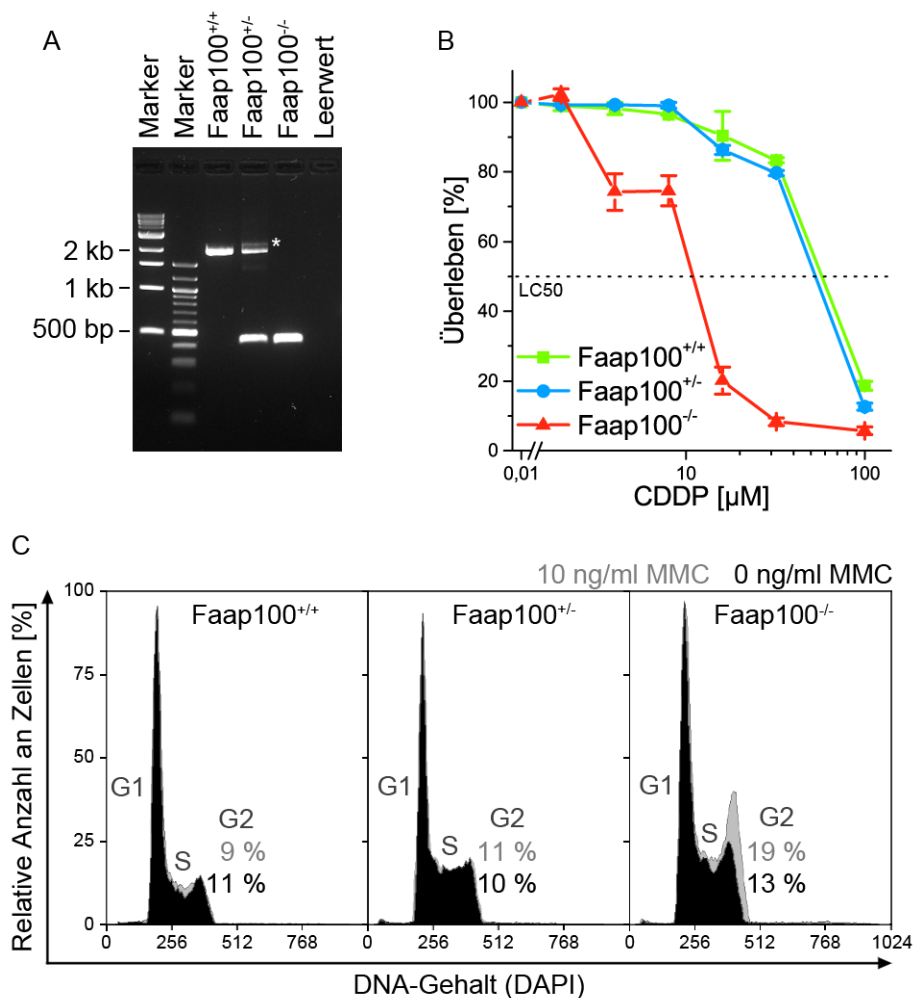 A
Marker
Marker
Faap100+/+
Faap100+/-
Faap100-/-
Leerwert
2 kb
1 kb
500 bp
*
B
Überleben [%]
100
80
60
40
20
0
LC50
Faap100+/+
Faap100+/-
Faap100-/-
0,01
10
100
CDDP [µM]
C
10 ng/ml MMC 0 ng/ml MMC
Relative Anzahl an Zellen [%]
100
75
50
25
0
Faap100+/+
G1
S
G2
9 %
11 %
0 256 512 768
Faap100+/-
G1
S
G2
11 %
10 %
0 256 512 768
Faap100-/-
G1
S
G2
19 %
13 %
0 256 512 768 1024
DNA-Gehalt (DAPI)